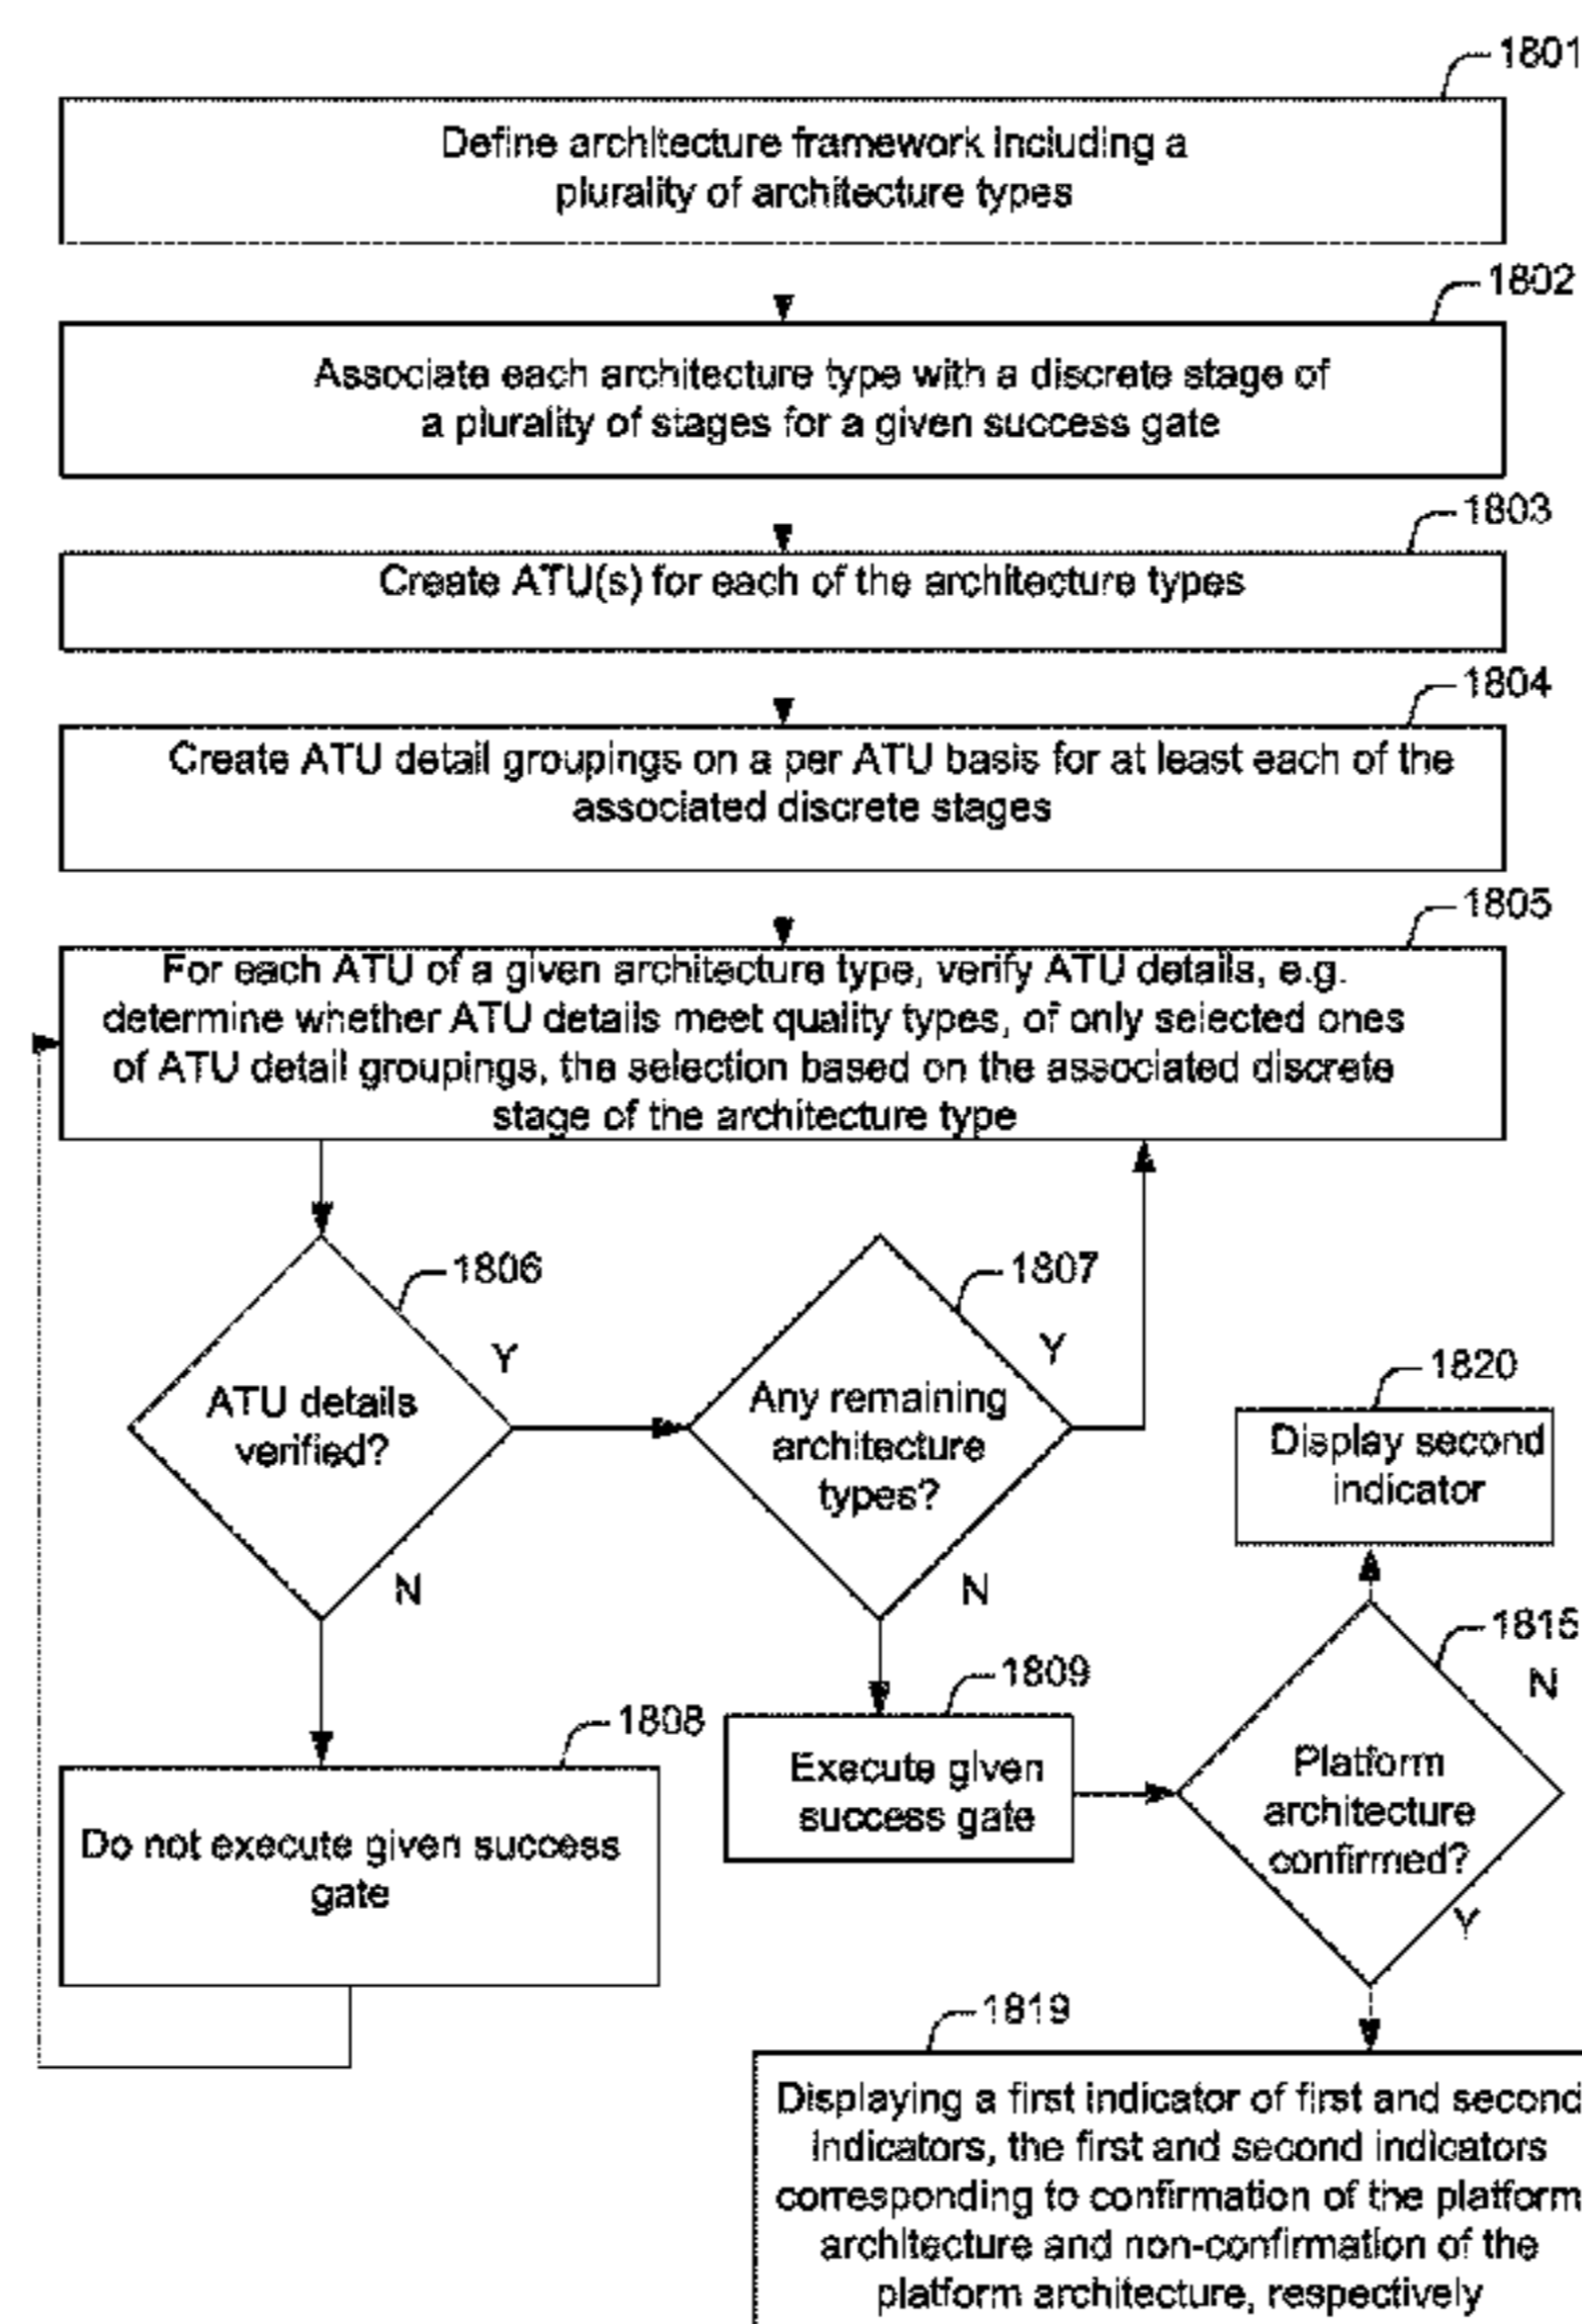 1801
Define architecture framework including a
plurality of architecture types
1802
Associate each architecture type with a discrete stage of
a plurality of stages for a given success gate
1803
Create ATU(s) for each of the architecture types
1804
Create ATU detail groupings on a per ATU basis for at least each of the
associated discrete stages
1805
For each ATU of a given architecture type, verify ATU details, e.g.
determine whether ATU details meet quality types, of only selected ones
of ATU detail groupings, the selection based on the associated discrete
stage of the architecture type
1806
Y
ATU details
verified?
N
1807
Y
Any remaining
architecture
types?
N
1820
Display second
indicator
1815
N
Platform
architecture
confirmed?
Y
1809
Execute given
success gate
1808
Do not execute given success
gate
1819
Displaying a first indicator of first and second
indicators, the first and second indicators
corresponding to confirmation of the platform
architecture and non-confirmation of the
platform architecture, respectively